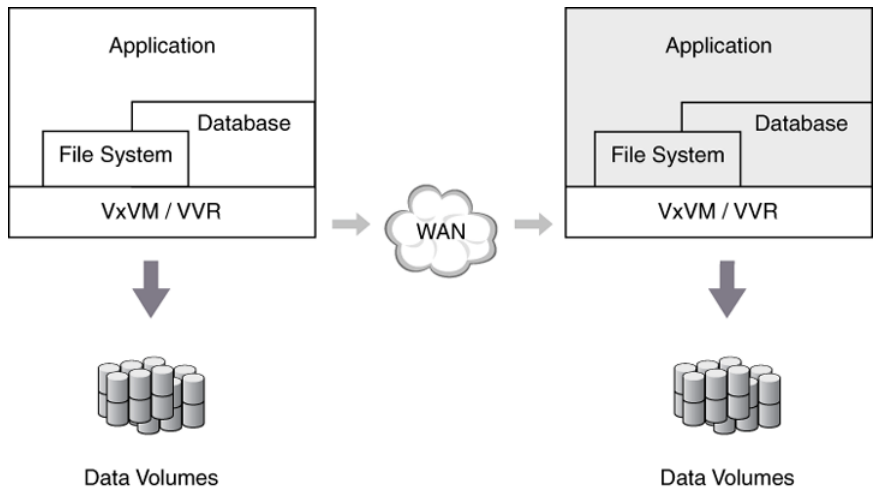 Application
Database
File System
VxVM / VVR
Data Volumes
WAN
Application
Database
File System
VxVM / VVR
Data Volumes